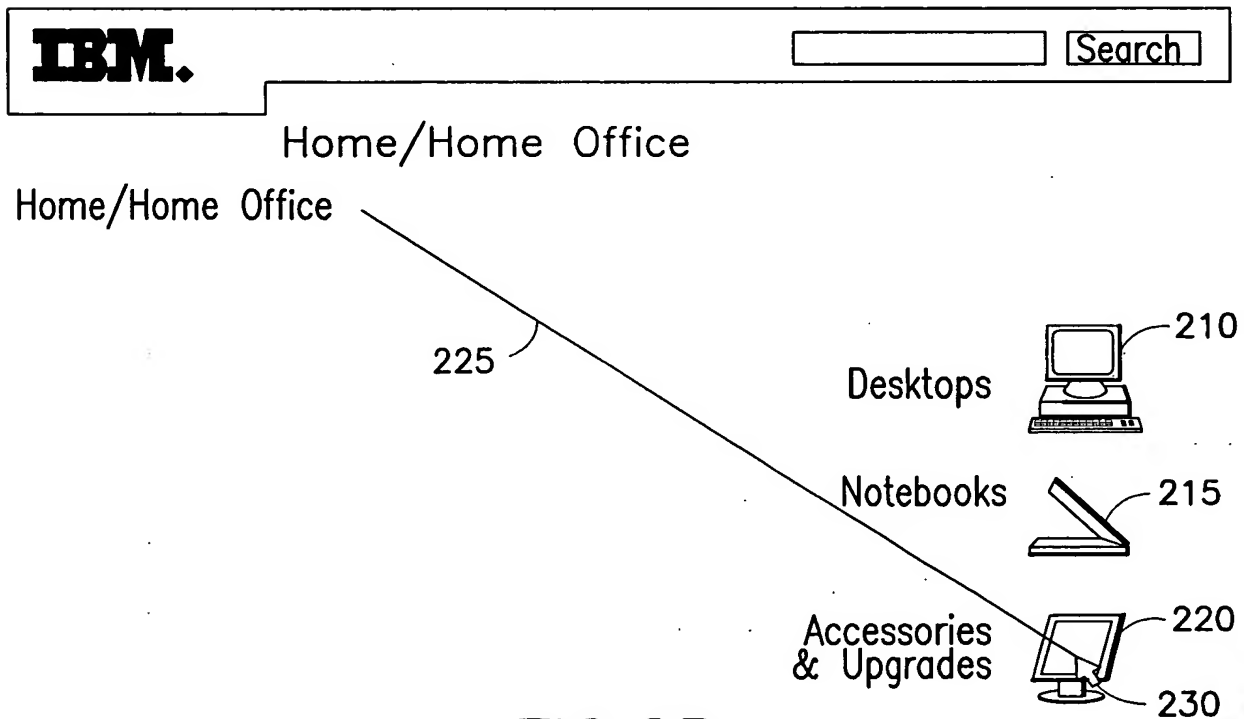 IBM.
Search
Home/Home Office
Home/Home Office
225
210
Desktops
Notebooks
215
Accessories
& Upgrades
220
230